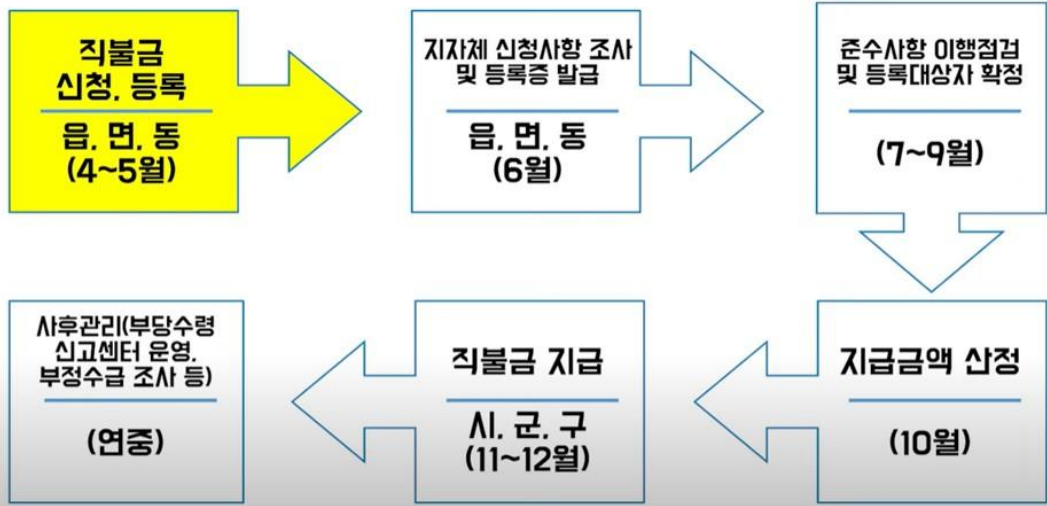 직불금
신청, 등록
읍, 면, 동
(4~5월)
지자체 신청사항 조사
및 등록증 발급
읍, 면, 동
(6월)
준수사항 이행점검
및 등록대상자 확정
(7~9월)
지급금액 산정
(10월)
직불금 지급
시, 군, 구
(11~12월)
사후관리(부당수령
신고센터 운영,
부정수급 조사 등)
(연중)